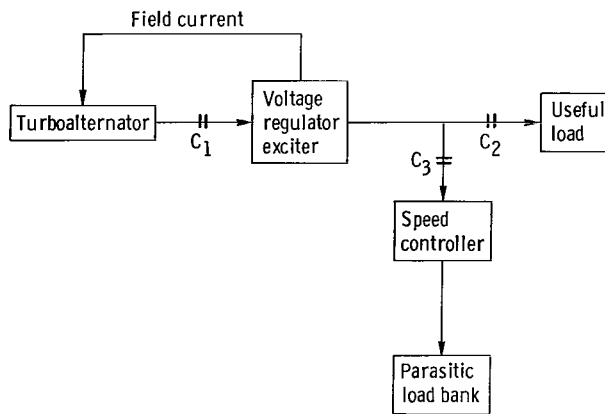 Field current
Turboalternator
C1
Voltage
regulator
exciter
C2
Useful
load
C3
Speed
controller
Parasitic
load bank